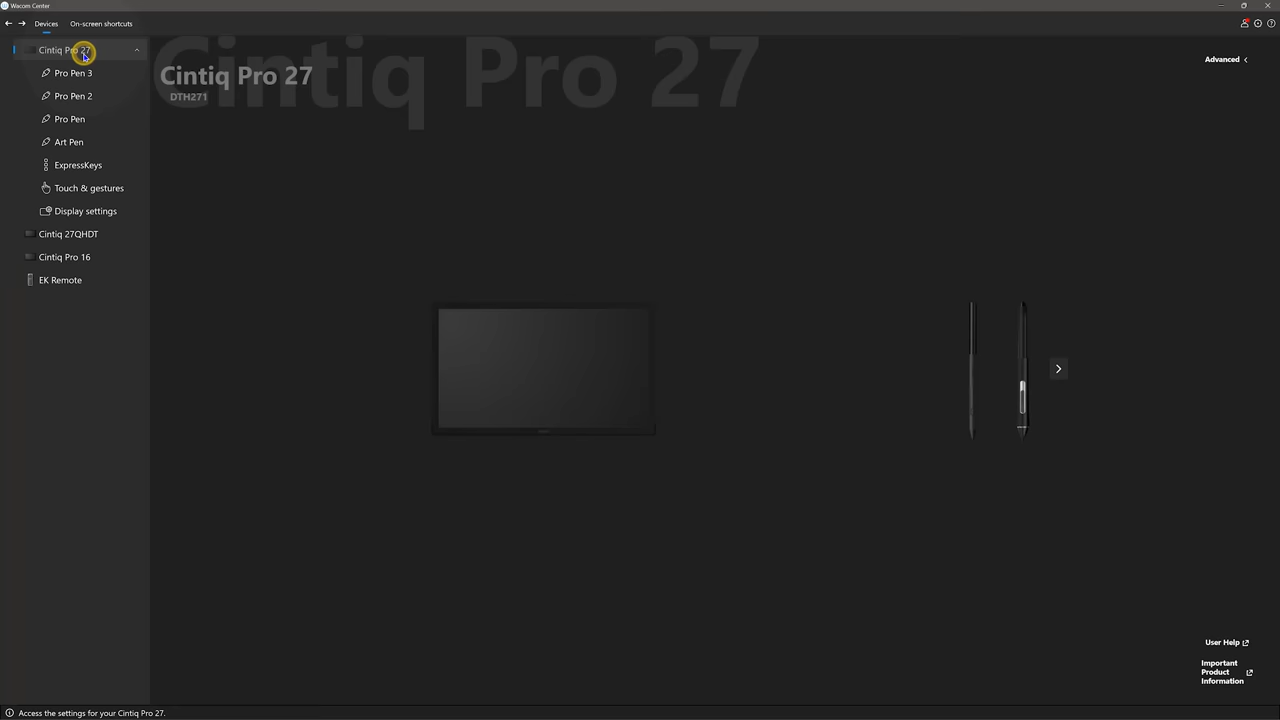 Wacom Center
Devices
On-screen shortcuts
Cintiq Pro 27
Pro Pen 3
Pro Pen 2
Pro Pen
Art Pen
ExpressKeys
Touch & gestures
Display settings
Cintiq 27QHDT
Cintiq Pro 16
EK Remote
Cintiq Pro 27
Cintiq Pro 27
DTH271
Advanced
User Help
Important
Product
Information
Access the settings for your Cintiq Pro 27.